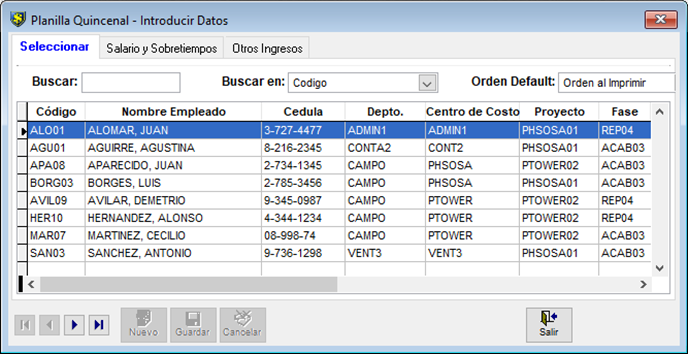 Planilla Quincenal - Introducir Datos
Seleccionar Salario y Sobretiempos Otros Ingresos
Buscar: Buscar en: Codigo Orden Default: Orden al Imprimir
Código Nombre Empleado Cedula Depto. Centro de Costo Proyecto Fase
ALO01 ALOMAR, JUAN 3-727-4477 ADMIN1 ADMIN1 PHSOSA01 REP04
AGU01 AGUIRRE, AGUSTINA 8-216-2345 CONTA2 CONT2 PHSOSA01 ACAB03
APA08 APARECIDO, JUAN 2-734-1345 CAMPO PHSOSA PTOWER02 ACAB03
BORG03 BORGES, LUIS 2-785-3456 CAMPO PHSOSA PHSOSA01 ACAB03
AVIL09 AVILAR, DEMETRIO 9-345-0987 CAMPO PTOWER PTOWER02 REP04
HER10 HERNANDEZ, ALONSO 4-344-1234 CAMPO PTOWER PTOWER02 REP04
MAR07 MARTINEZ, CECILIO 08-998-74 CAMPO PTOWER PTOWER02 ACAB03
SAN03 SANCHEZ, ANTONIO 9-736-1298 VENT3 VENT3 PHSOSA01 ACAB03
Nuevo Guardar Cancelar Salir